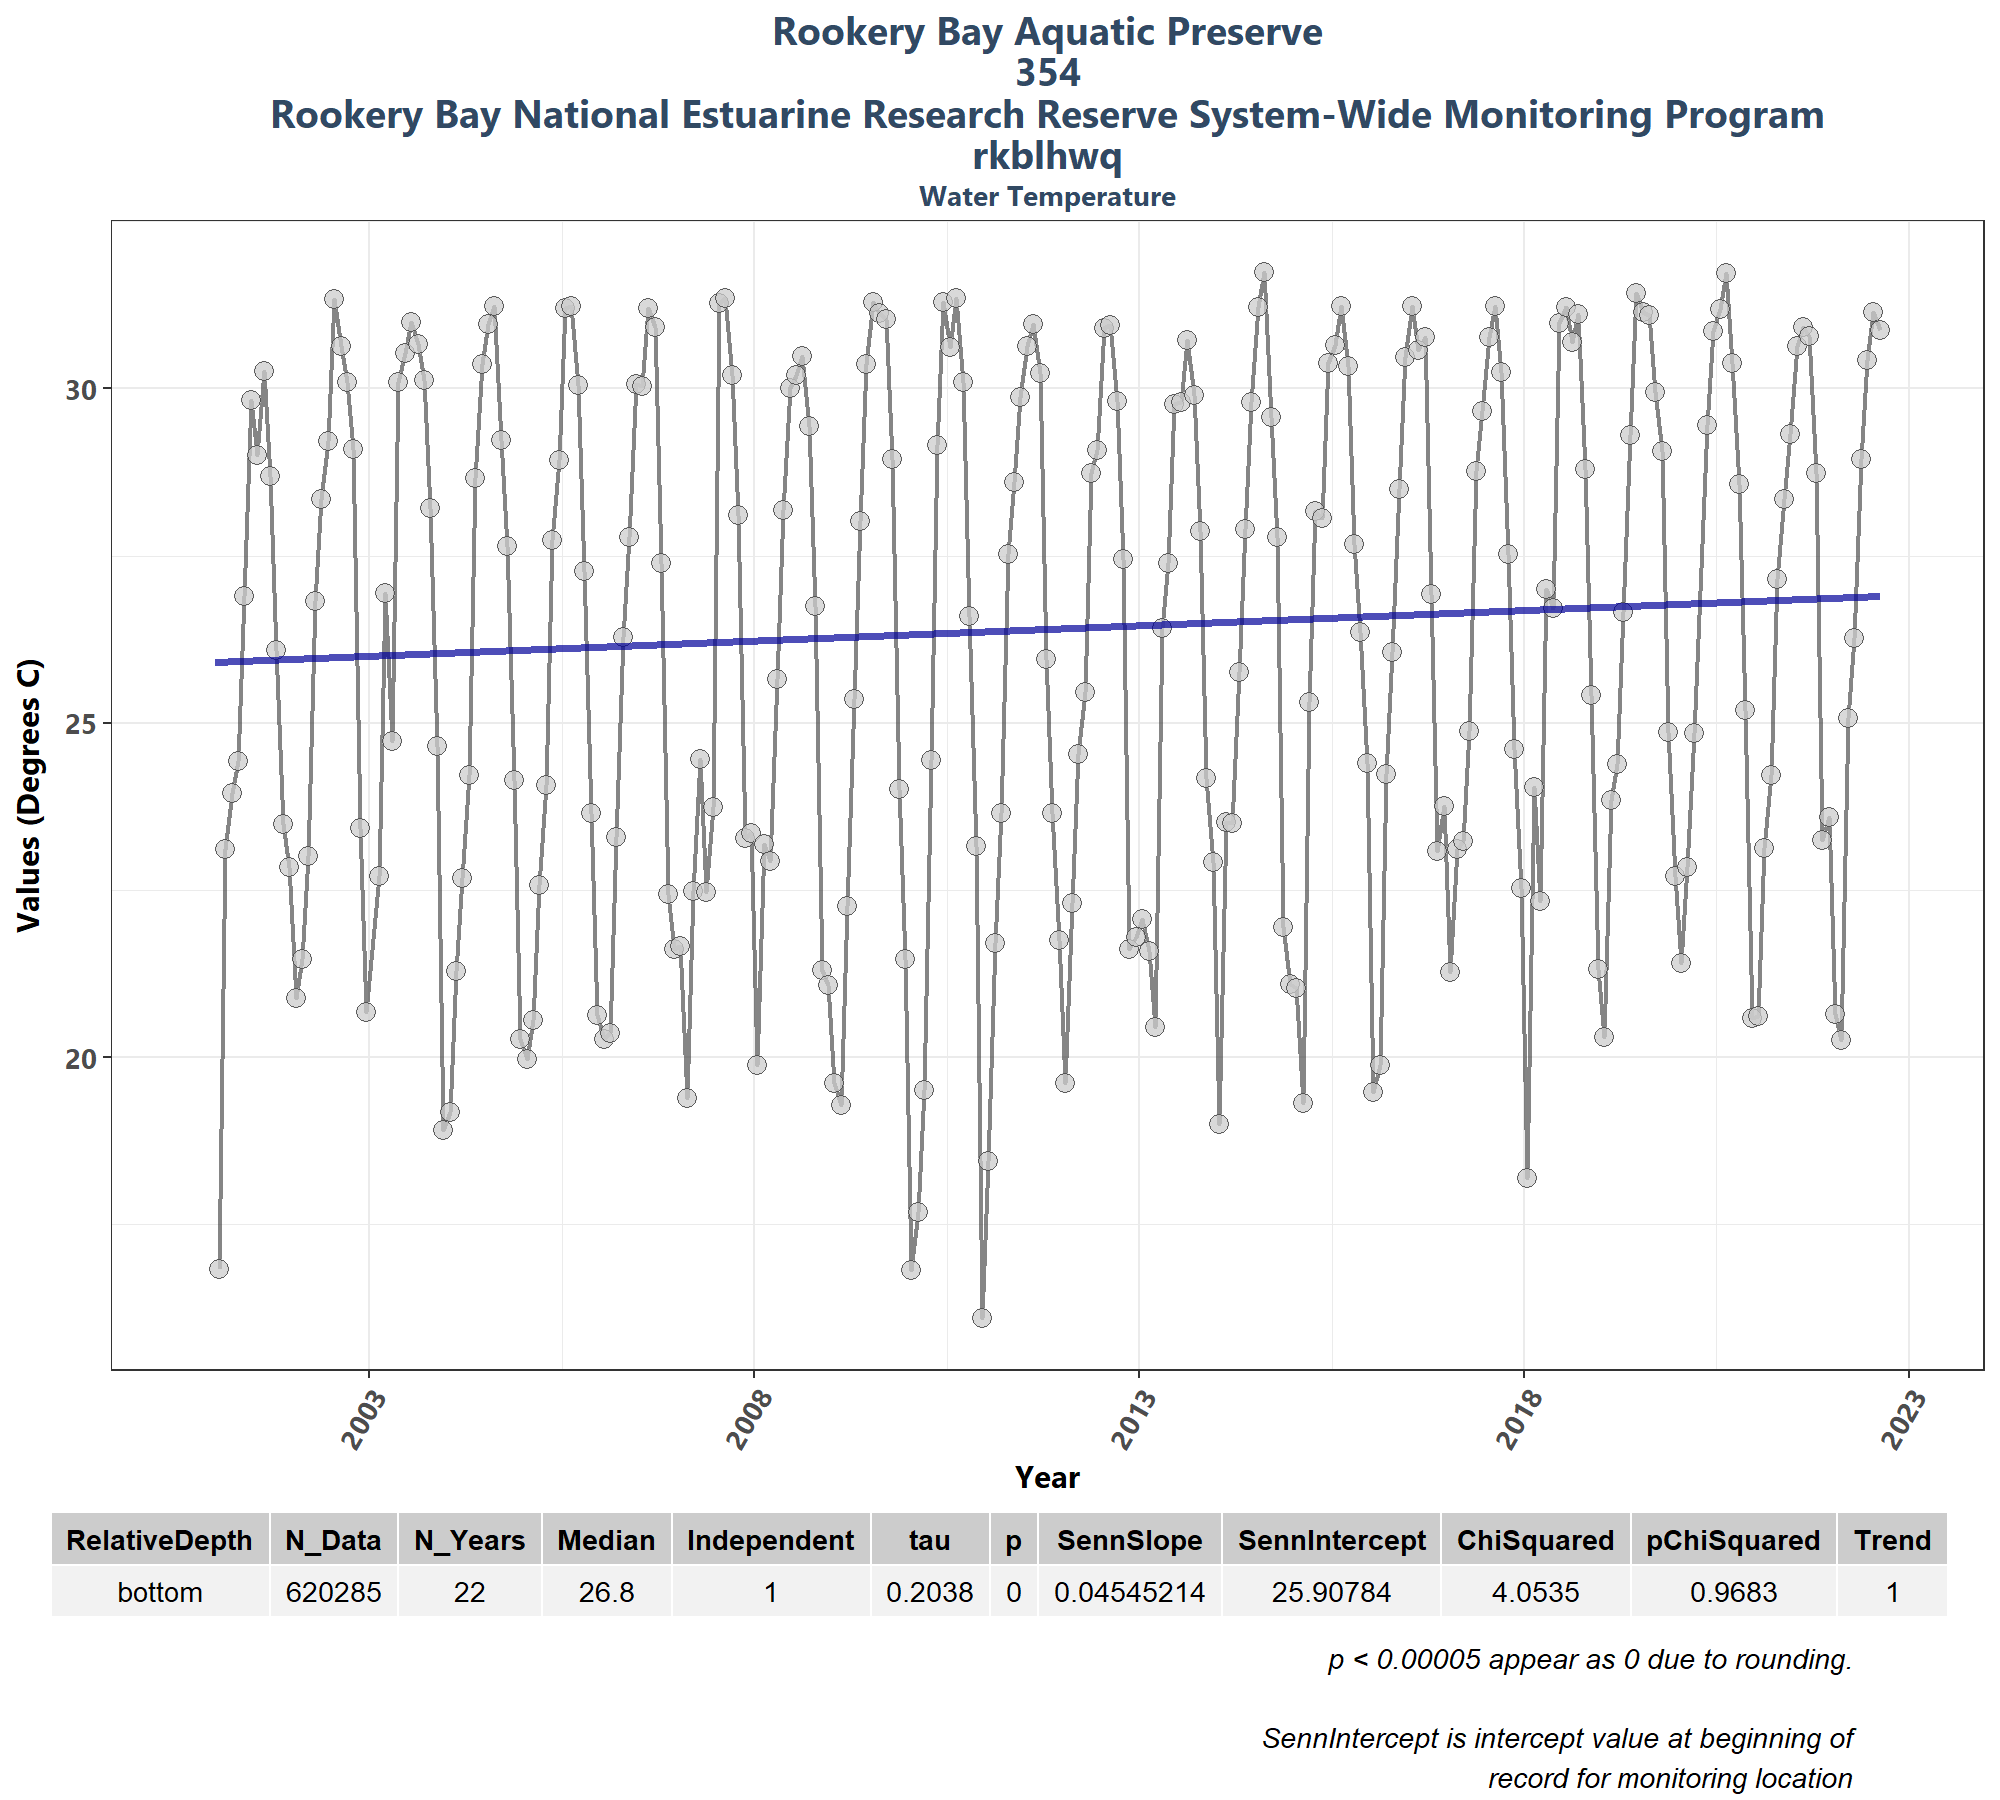 Rookery Bay Aquatic Preserve
354
Rookery Bay National Estuarine Research Reserve System-Wide Monitoring Program
rkblhwq
Water Temperature
Values (Degrees C)
30
25
20
2003
2008
2013
2018
2023
Year
RelativeDepth N_Data N_Years Median Independent tau p SennSlope SennIntercept ChiSquared pChiSquared Trend
bottom 620285 22 26.8 1 0.2038 0 0.04545214 25.90784 4.0535 0.9683 1
p < 0.00005 appear as 0 due to rounding.
SennIntercept is intercept value at beginning of
record for monitoring location